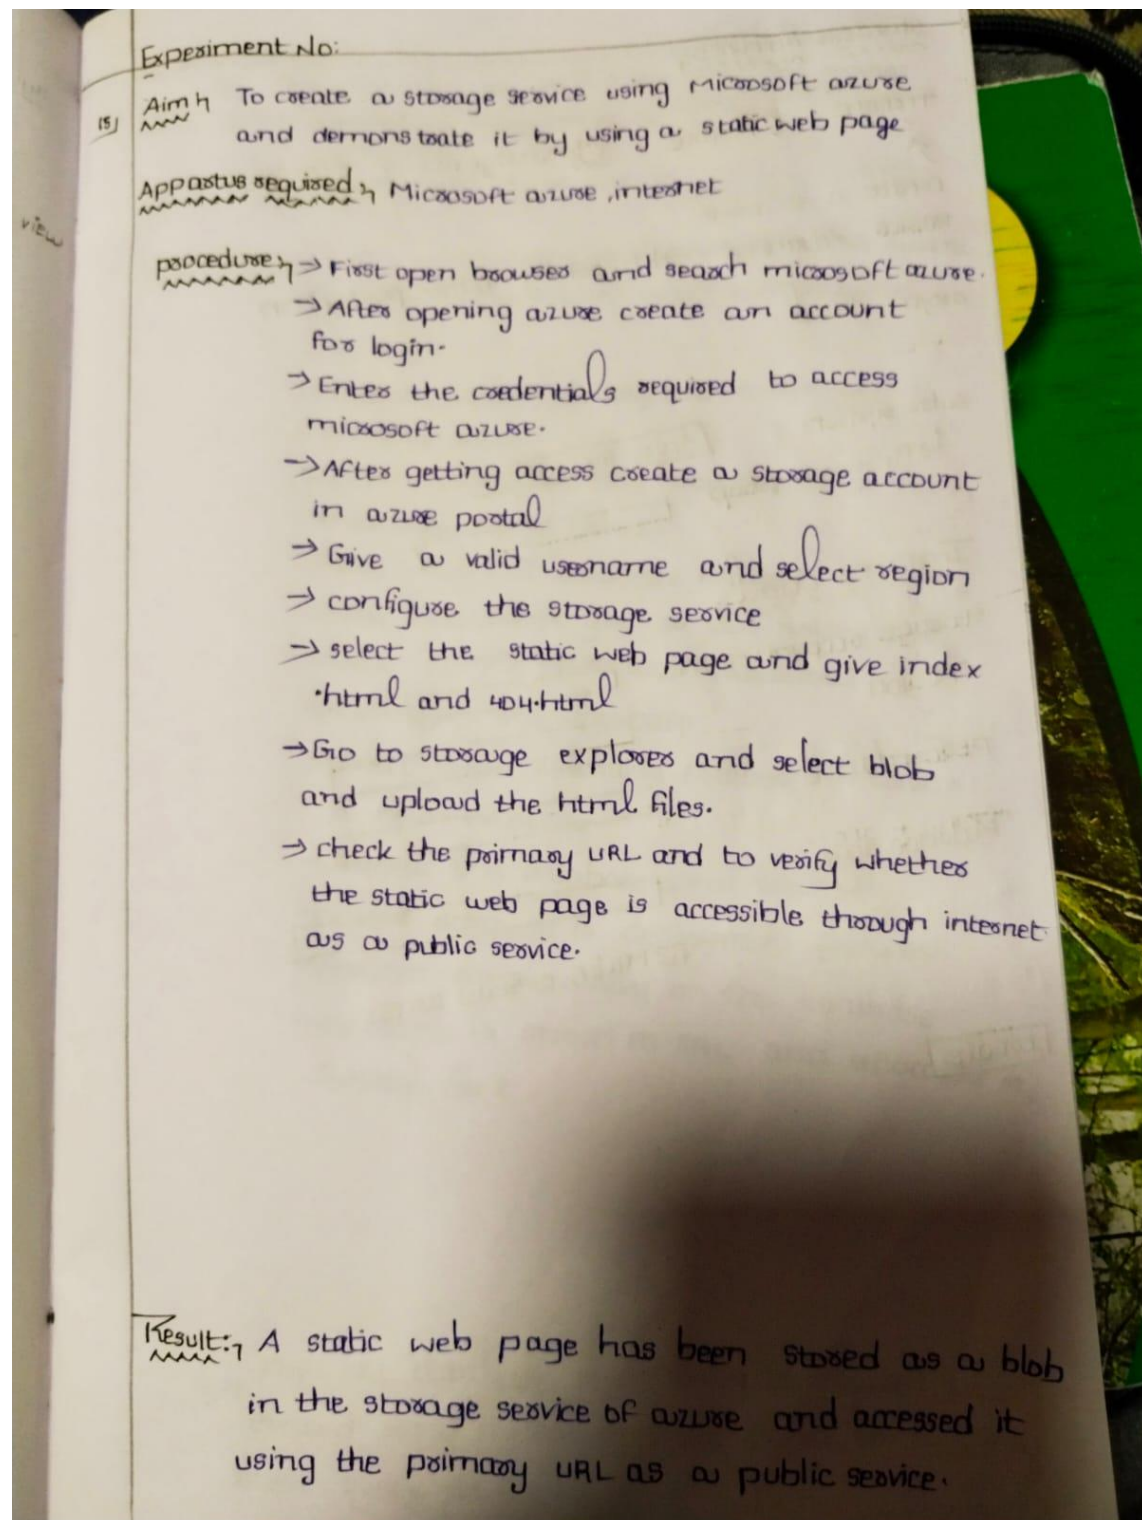 Experiment No:
15) Aim:- To create a storage service using Microsoft azure
and demonstrate it by using a static web page
Appartus required:- Microsoft azure, internet
view
procedure:- → First open browser and search microsoft azure.
→ After opening azure create an account
for login.
→ Enter the credentials required to access
microsoft azure.
→ After getting access create a storage account
in azure portal
→ Give a valid username and select region
→ configure the storage service
→ select the static web page and give index
.html and 404.html
→ Go to storage explorer and select blob
and upload the html files.
→ check the primary URL and to verify whether
the static web page is accessible through internet
as a public service.
Result:- A static web page has been stored as a blob
in the storage service of azure and accessed it
using the primary URL as a public service.